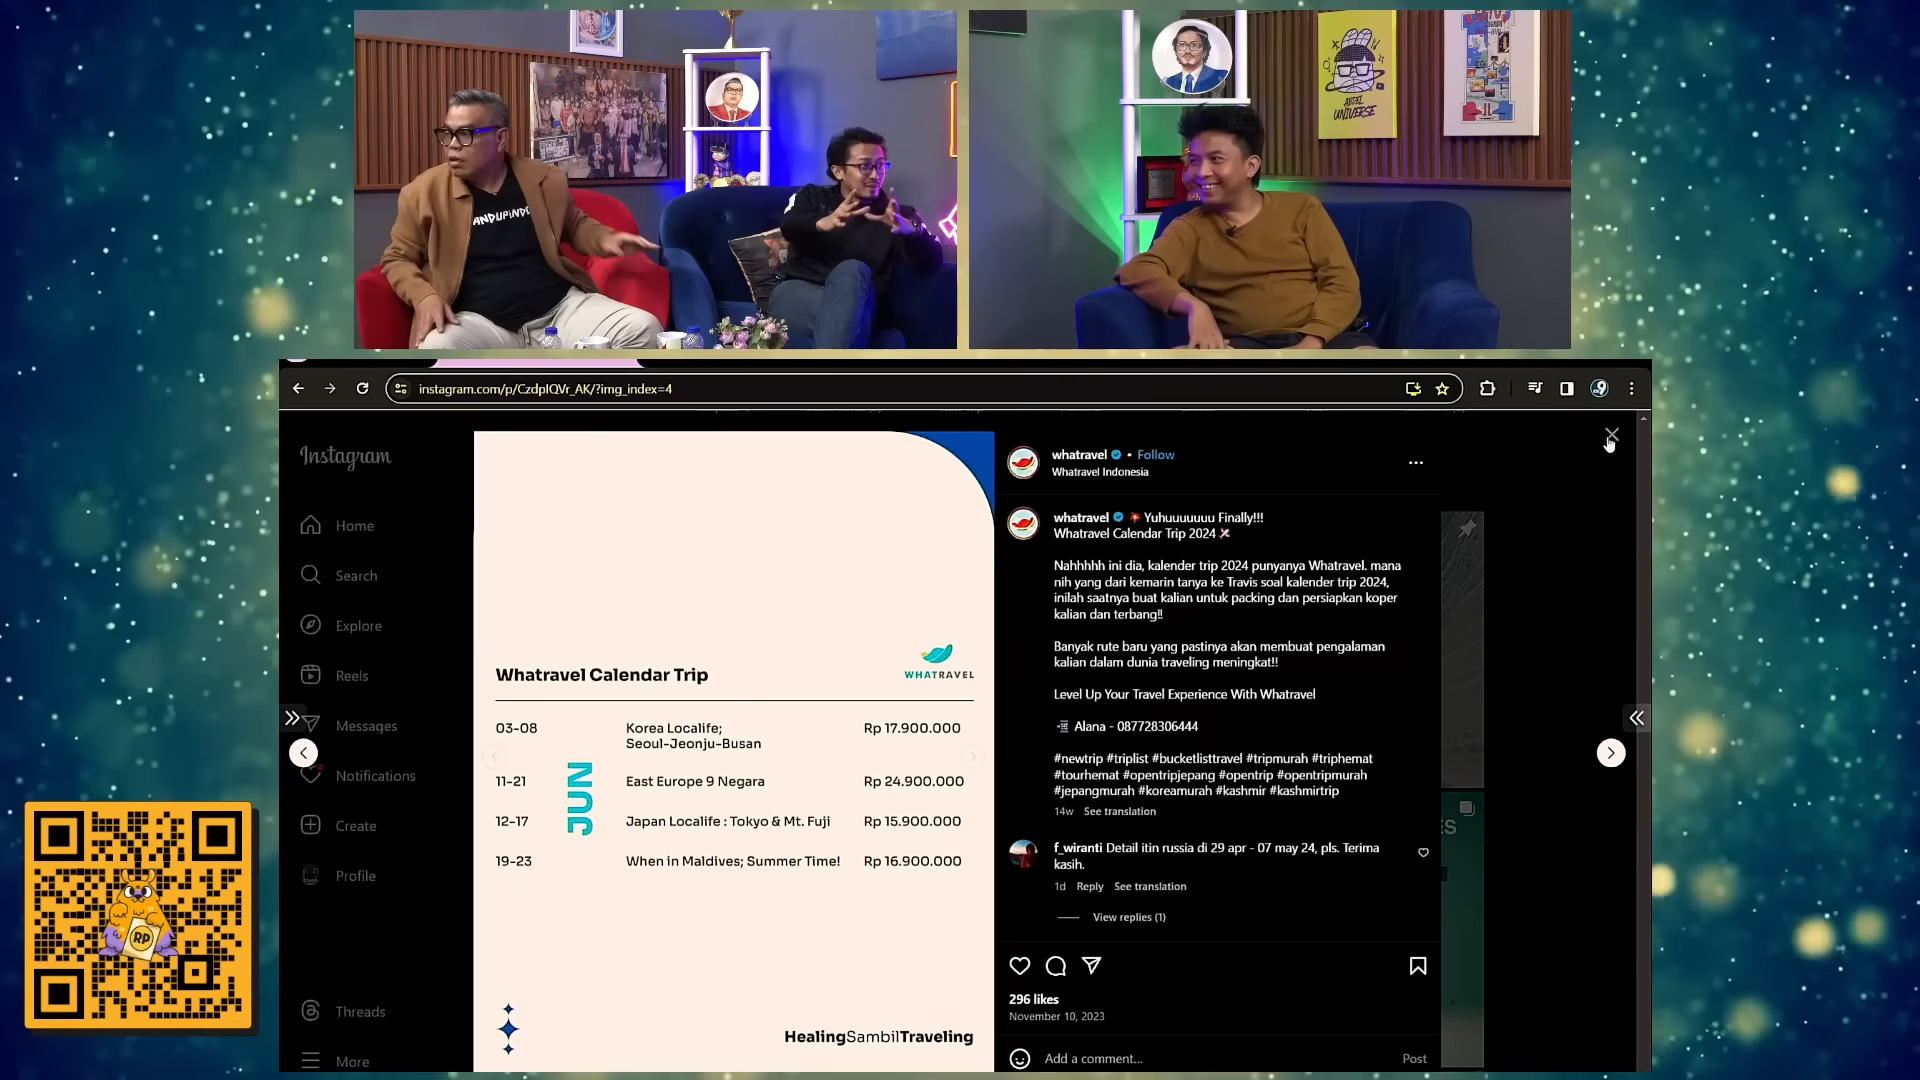 ANDUPINDO
ABDEL
UNIVERSE
instagram.com/p/CzdpIQVr_AK/?img_index=4
Instagram
Home
Search
Explore
Reels
Messages
Notifications
Create
Profile
Threads
More
Whatravel Calendar Trip
WHATRAVEL
JUN
03-08 Korea Localife; Rp 17.900.000
Seoul-Jeonju-Busan
11-21 East Europe 9 Negara Rp 24.900.000
12-17 Japan Localife : Tokyo & Mt. Fuji Rp 15.900.000
19-23 When in Maldives; Summer Time! Rp 16.900.000
HealingSambilTraveling
whatravel • Follow
Whatravel Indonesia
whatravel 💥 Yuhuuuuuuu Finally!!!
Whatravel Calendar Trip 2024
Nahhhhh ini dia, kalender trip 2024 punyanya Whatravel. mana
nih yang dari kemarin tanya ke Travis soal kalender trip 2024,
inilah saatnya buat kalian untuk packing dan persiapkan koper
kalian dan terbang!!
Banyak rute baru yang pastinya akan membuat pengalaman
kalian dalam dunia traveling meningkat!!
Level Up Your Travel Experience With Whatravel
📲 Alana - 087728306444
#newtrip #triplist #bucketlisttravel #tripmurah #triphemat
#tourhemat #opentripjepang #opentrip #opentripmurah
#jepangmurah #koreamurah #kashmir #kashmirtrip
14w See translation
f_wiranti Detail itin russia di 29 apr - 07 may 24, pls. Terima
kasih.
1d Reply See translation
View replies (1)
296 likes
November 10, 2023
Add a comment... Post
ES
RP